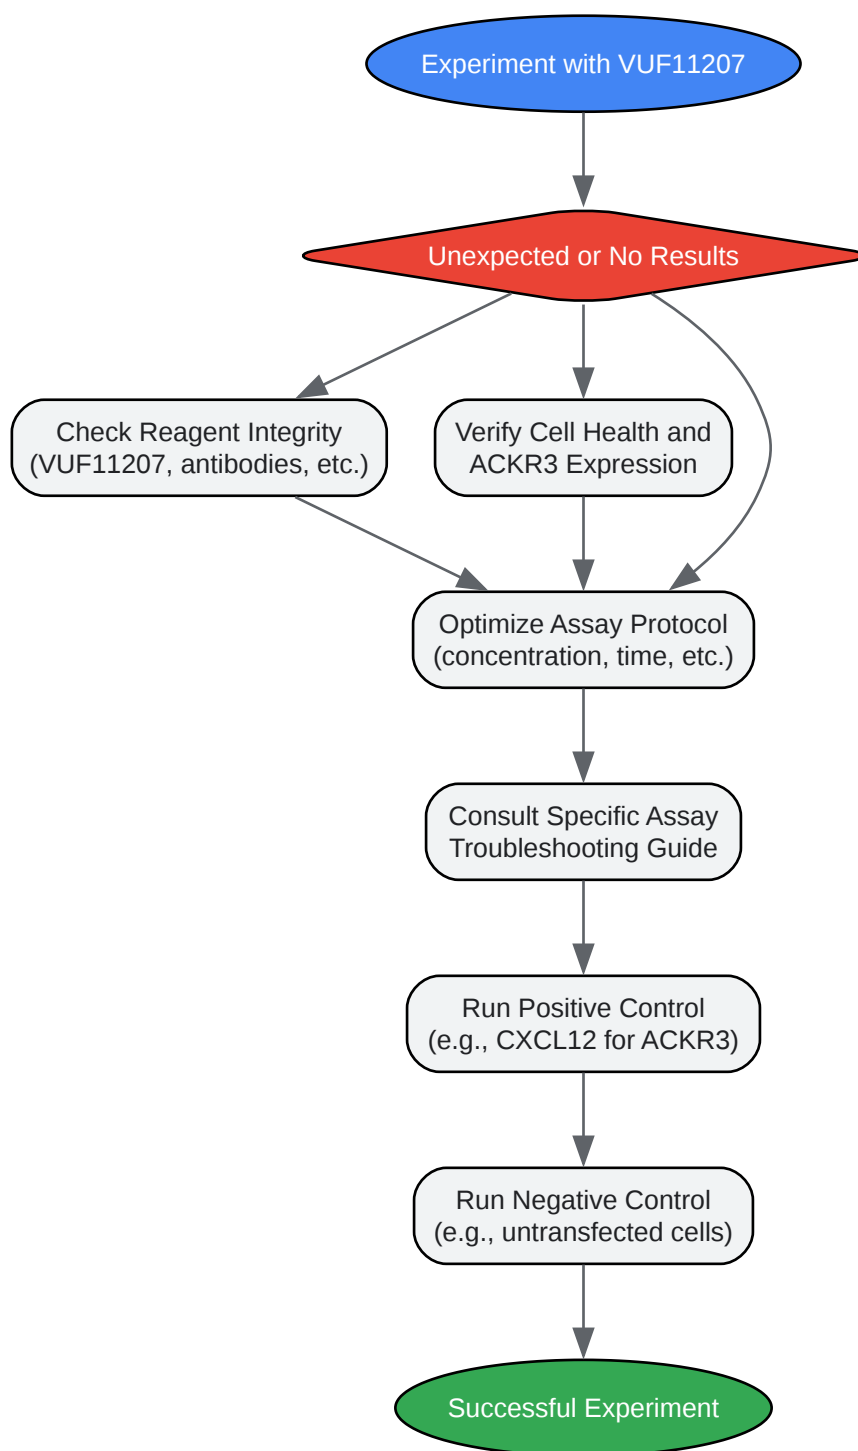 Experiment with VUF11207
Unexpected or No Results
Check Reagent Integrity
(VUF11207, antibodies, etc.)
Verify Cell Health and
ACKR3 Expression
Optimize Assay Protocol
(concentration, time, etc.)
Consult Specific Assay
Troubleshooting Guide
Run Positive Control
(e.g., CXCL12 for ACKR3)
Run Negative Control
(e.g., untransfected cells)
Successful Experiment